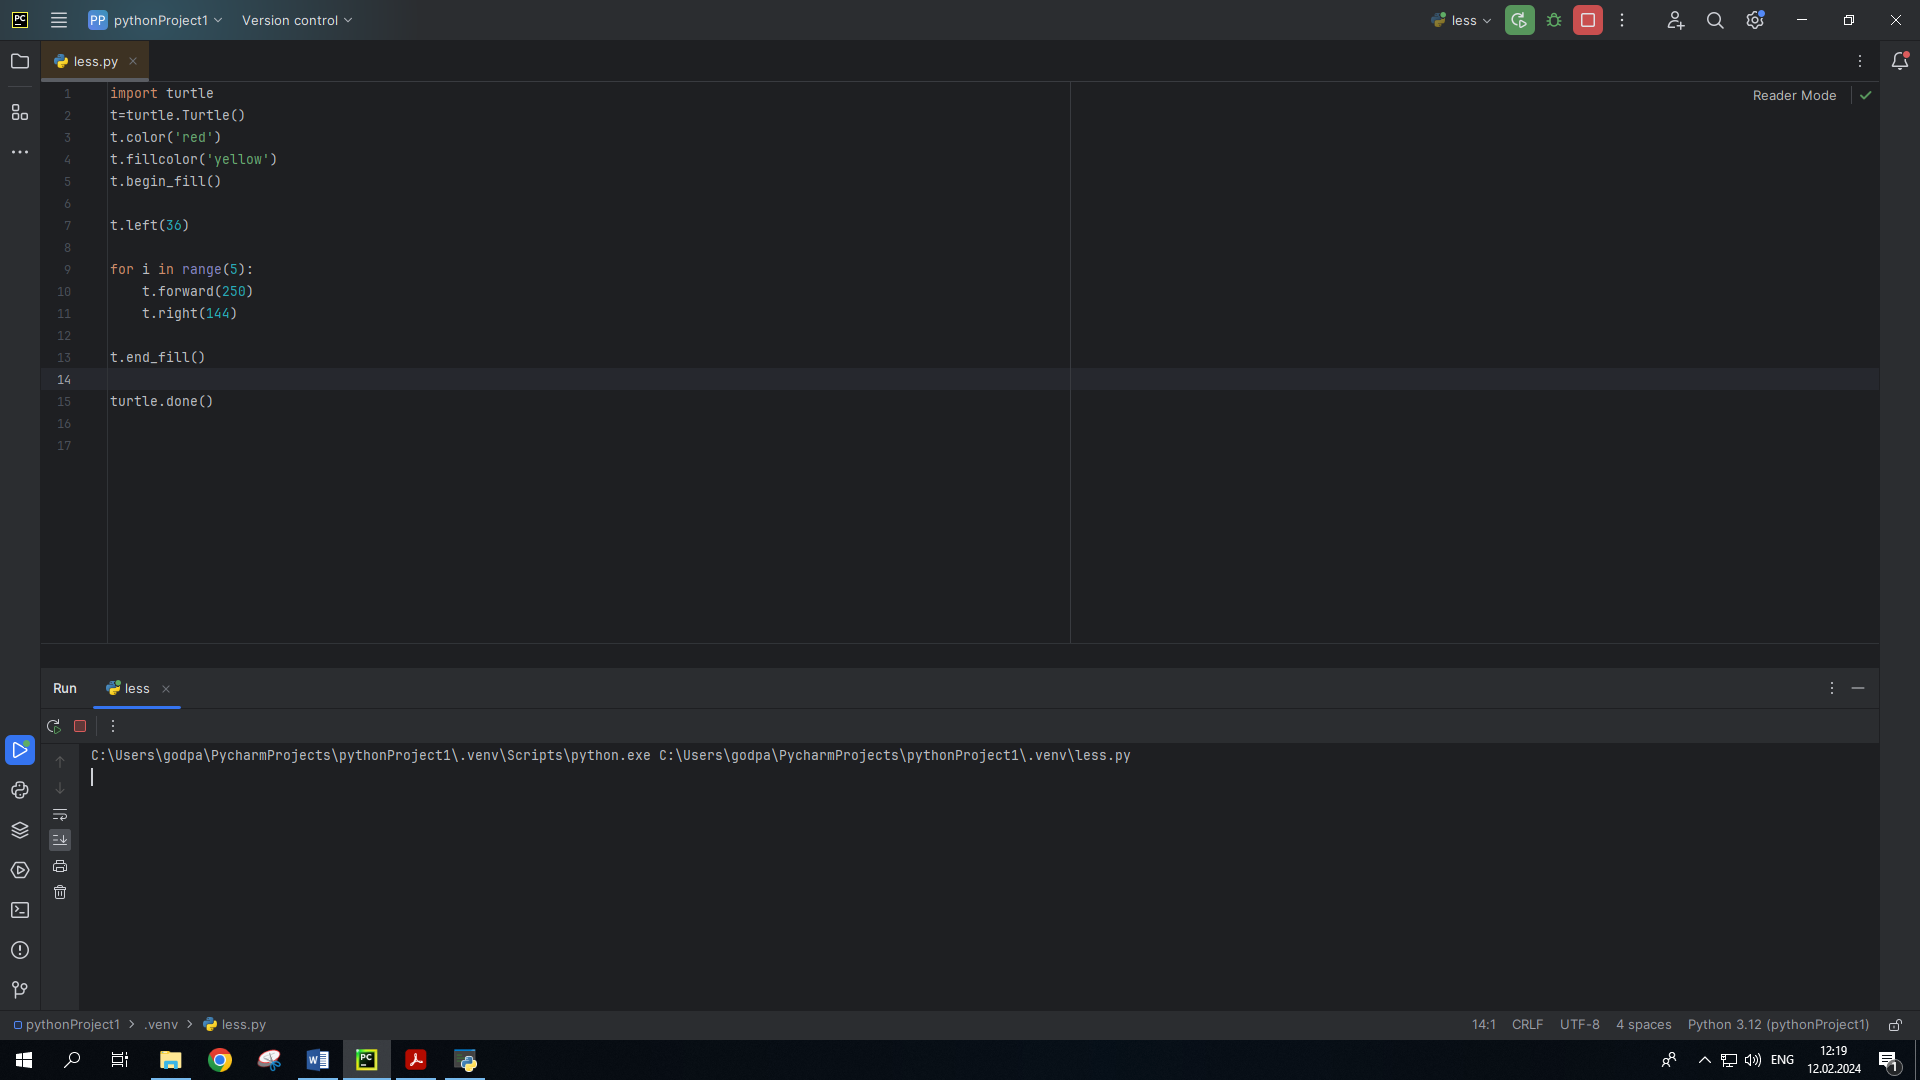 PC PP pythonProject1 Version control less
less.py
Reader Mode
1 import turtle
2 t=turtle.Turtle()
3 t.color('red')
4 t.fillcolor('yellow')
5 t.begin_fill()
6
7 t.left(36)
8
9 for i in range(5):
10 t.forward(250)
11 t.right(144)
12
13 t.end_fill()
14
15 turtle.done()
16
17
Run less
C:\Users\godpa\PycharmProjects\pythonProject1\.venv\Scripts\python.exe C:\Users\godpa\PycharmProjects\pythonProject1\.venv\less.py
pythonProject1 > .venv > less.py 14:1 CRLF UTF-8 4 spaces Python 3.12 (pythonProject1)
W PC ENG 12:19
12.02.2024 1